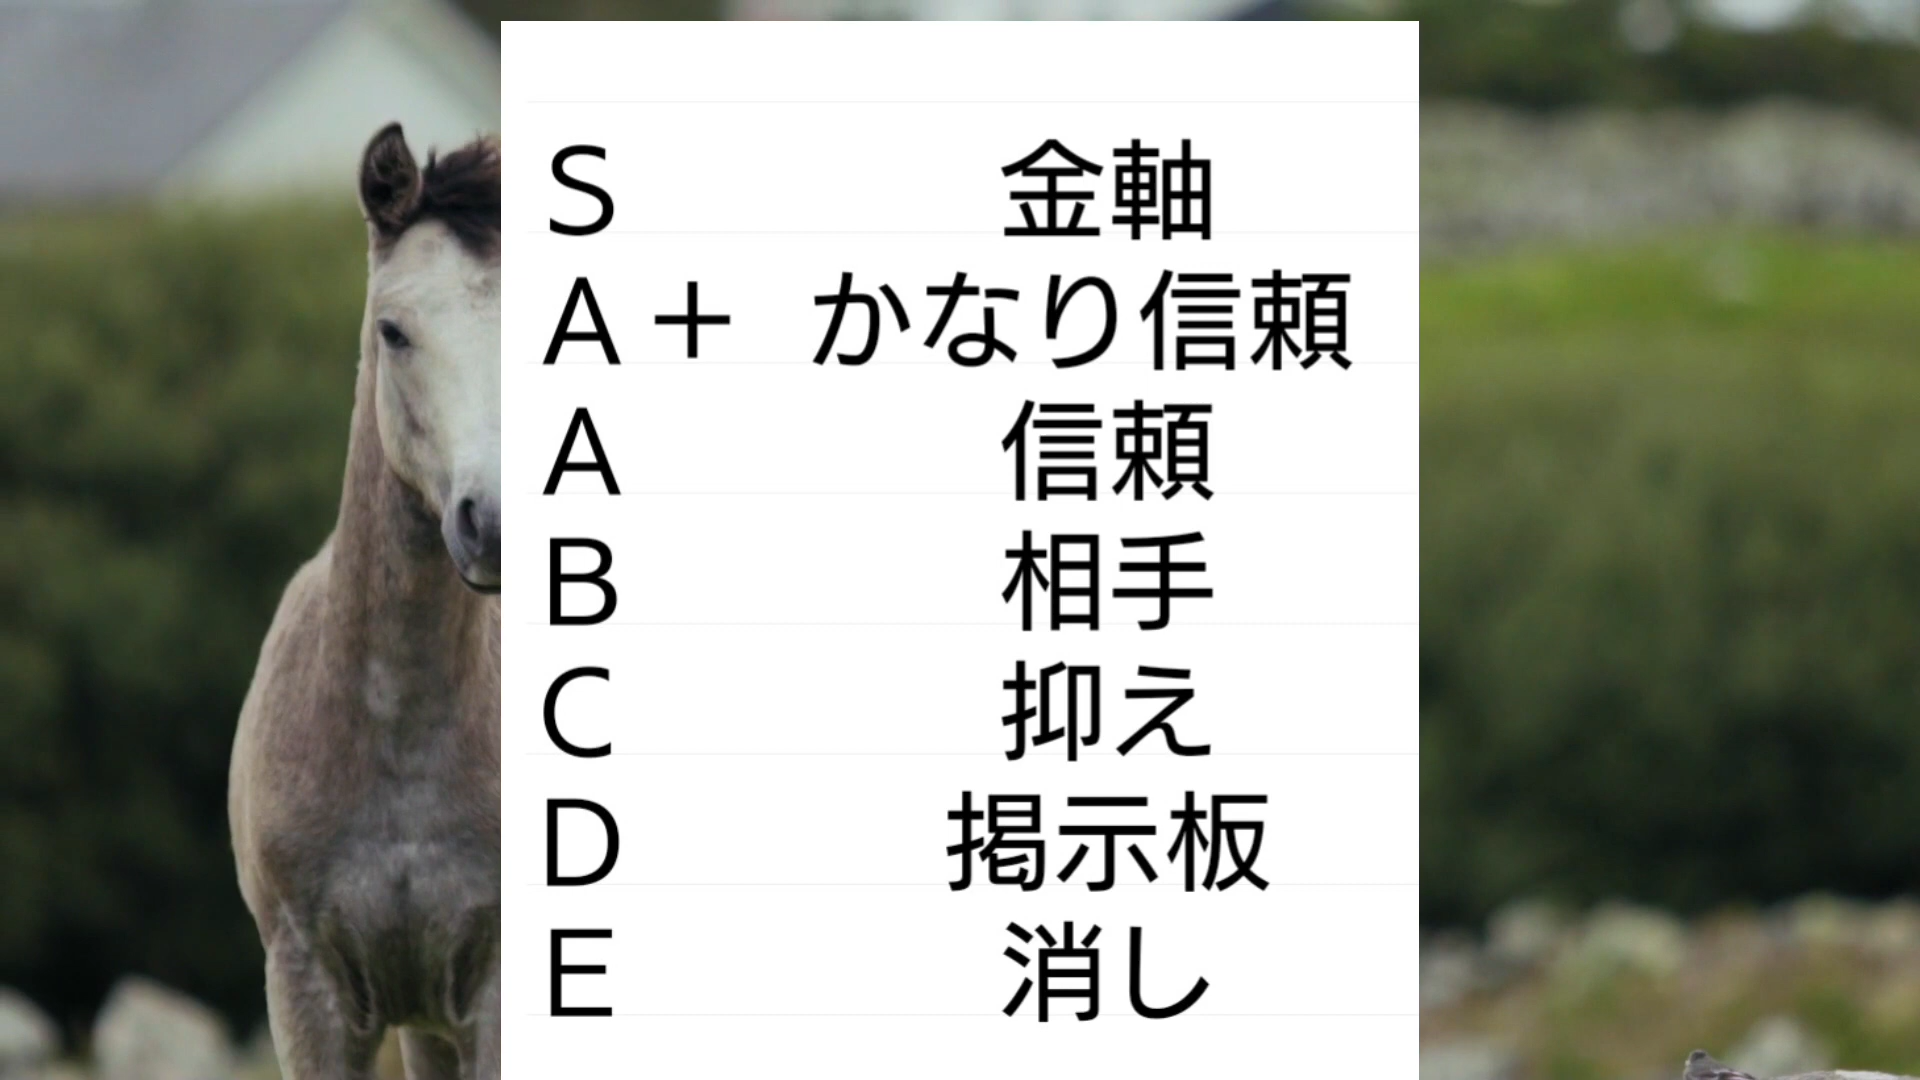 S 金軸
A＋ かなり信頼
A 信頼
B 相手
C 抑え
D 掲示板
E 消し